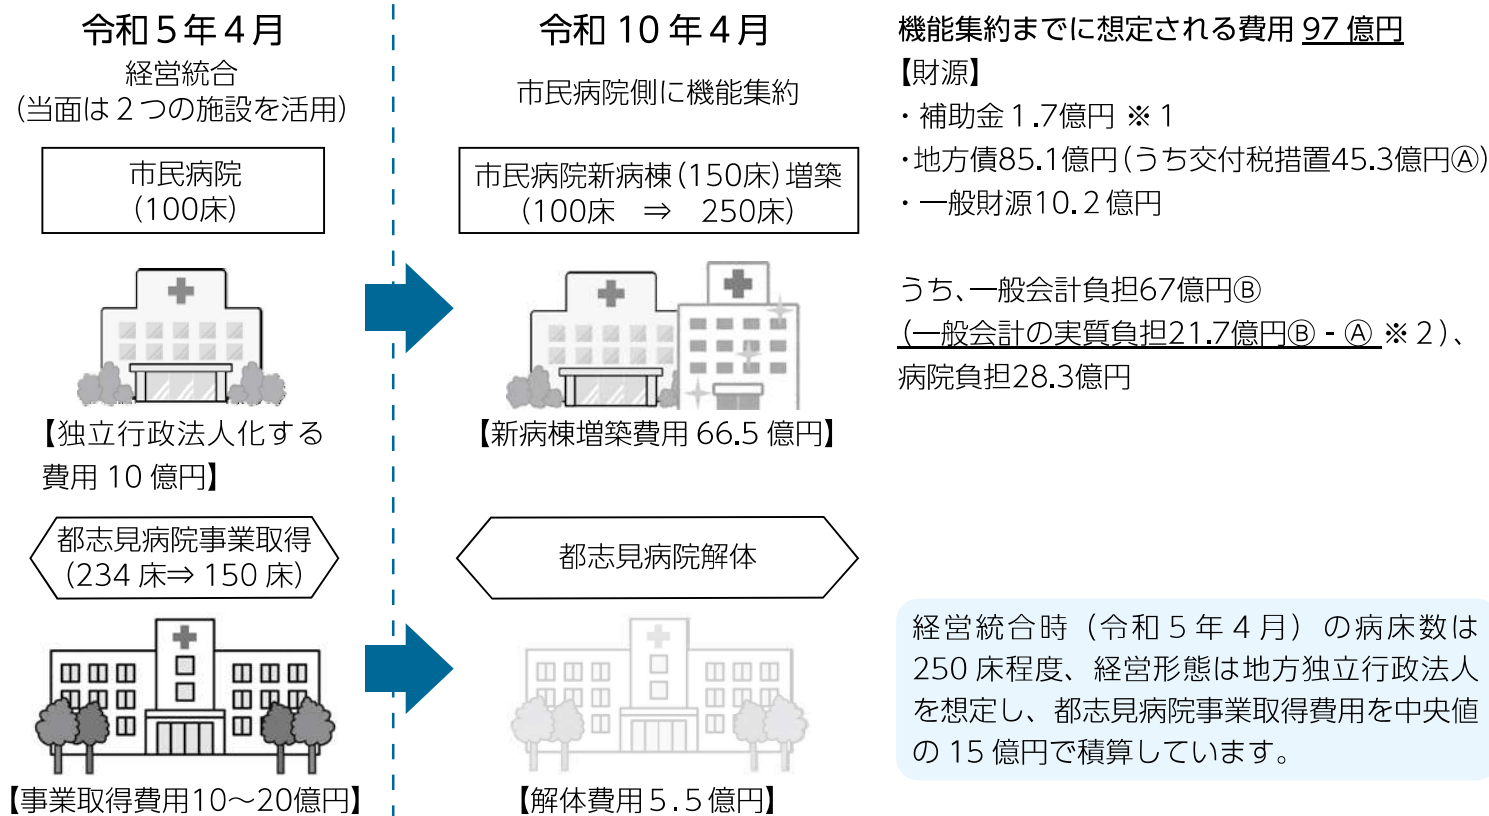 令和５年４月
経営統合
（当面は２つの施設を活用）
市民病院
（100床）
【独立行政法人化する
費用 10 億円】
都志見病院事業取得
（234 床⇒ 150 床）
【事業取得費用10～20億円】
令和 10 年４月
市民病院側に機能集約
市民病院新病棟（150床）増築
（100床　⇒　250床）
【新病棟増築費用 66.5 億円】
都志見病院解体
【解体費用５.５億円】
機能集約までに想定される費用 97 億円
【財源】
・補助金１.7億円 ※１
・地方債85.1億円（うち交付税措置45.3億円Ⓐ）
・一般財源10.２億円
うち、一般会計負担67億円Ⓑ
（一般会計の実質負担21.7億円Ⓑ - Ⓐ ※２）、
病院負担28.3億円
経営統合時（令和５年４月）の病床数は
250 床程度、経営形態は地方独立行政法人
を想定し、都志見病院事業取得費用を中央値
の 15 億円で積算しています。